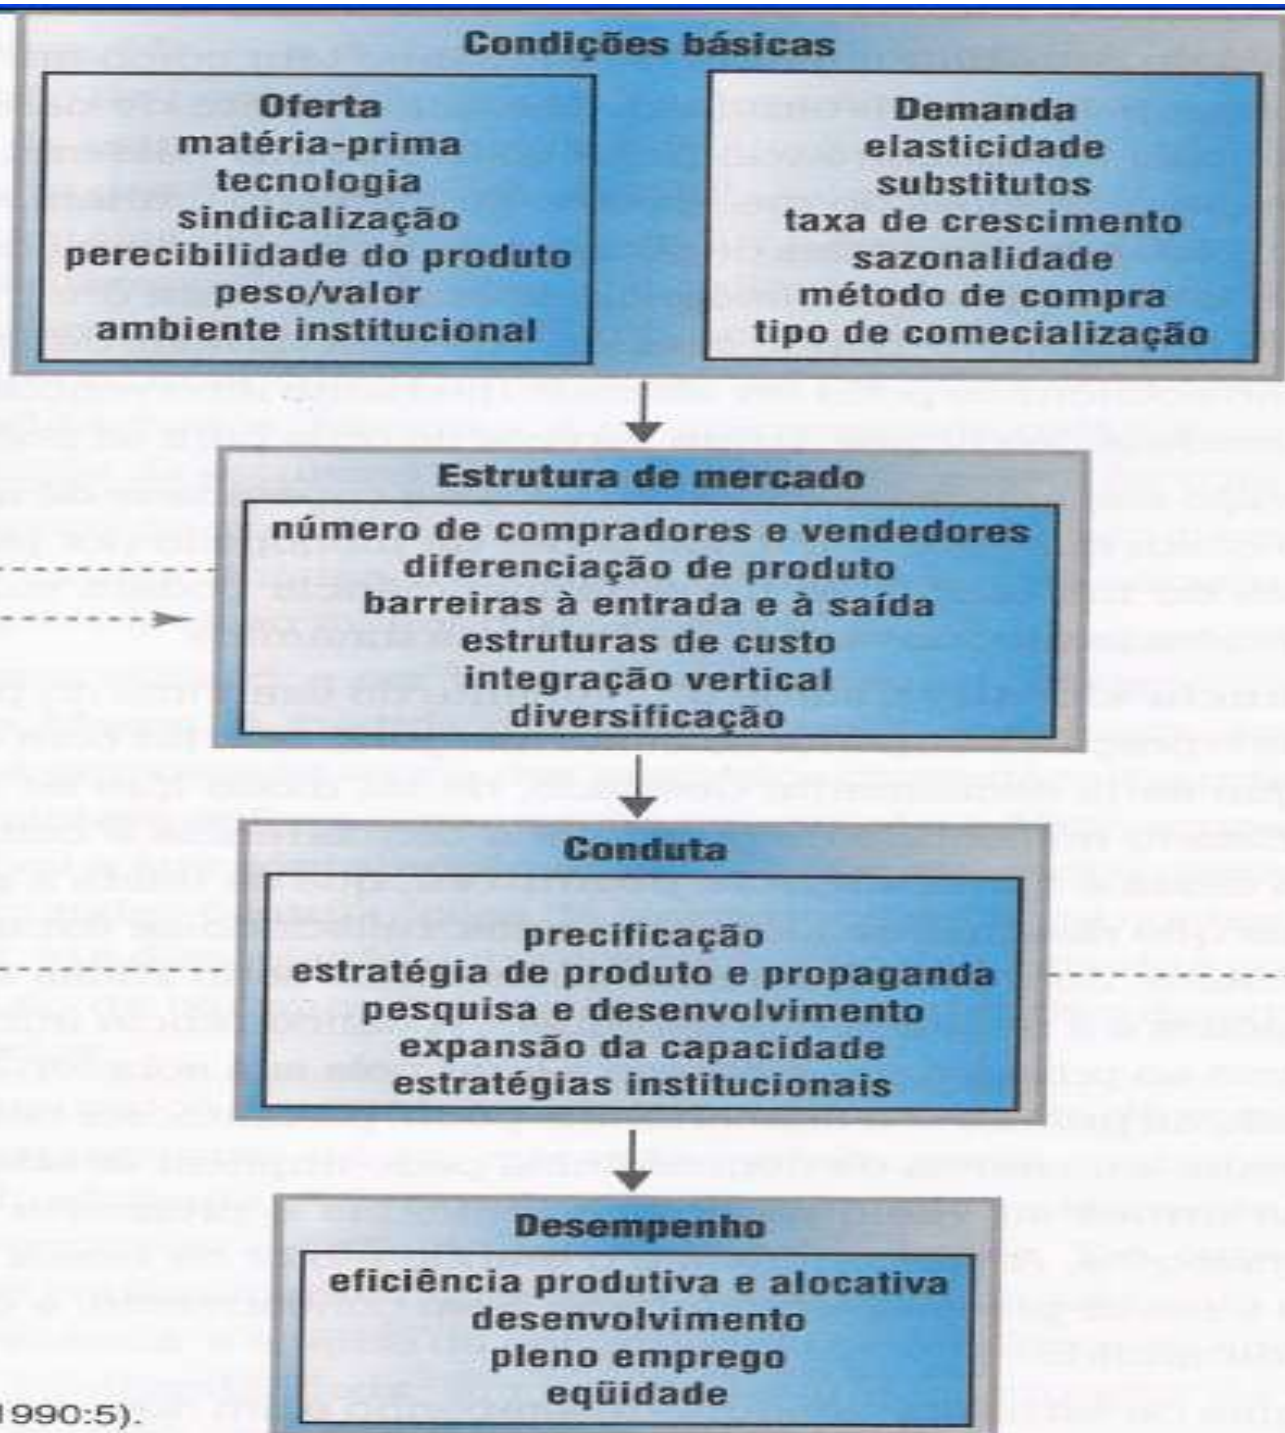 Condições básicas
Oferta
matéria-prima
tecnologia
sindicalização
perecibilidade do produto
peso/valor
ambiente institucional
Demanda
elasticidade
substitutos
taxa de crescimento
sazonalidade
método de compra
tipo de comecialização
Estrutura de mercado
número de compradores e vendedores
diferenciação de produto
barreiras à entrada e à saída
estruturas de custo
integração vertical
diversificação
Conduta
precificação
estratégia de produto e propaganda
pesquisa e desenvolvimento
expansão da capacidade
estratégias institucionais
Desempenho
eficiência produtiva e alocativa
desenvolvimento
pleno emprego
eqüidade
1990:5).